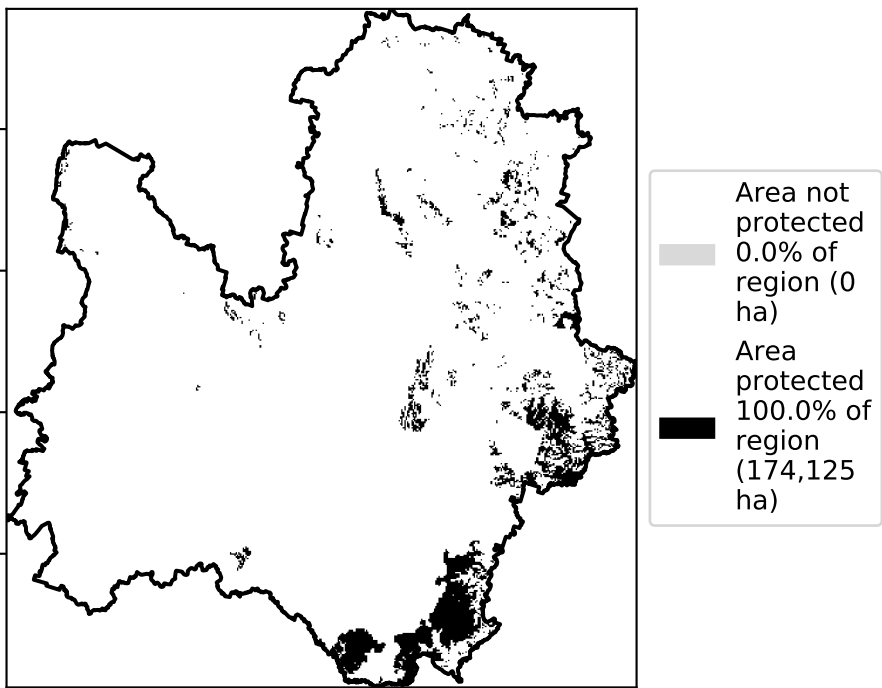 Area not
protected
0.0% of
region (0
ha)
Area
protected
100.0% of
region
(174,125
ha)